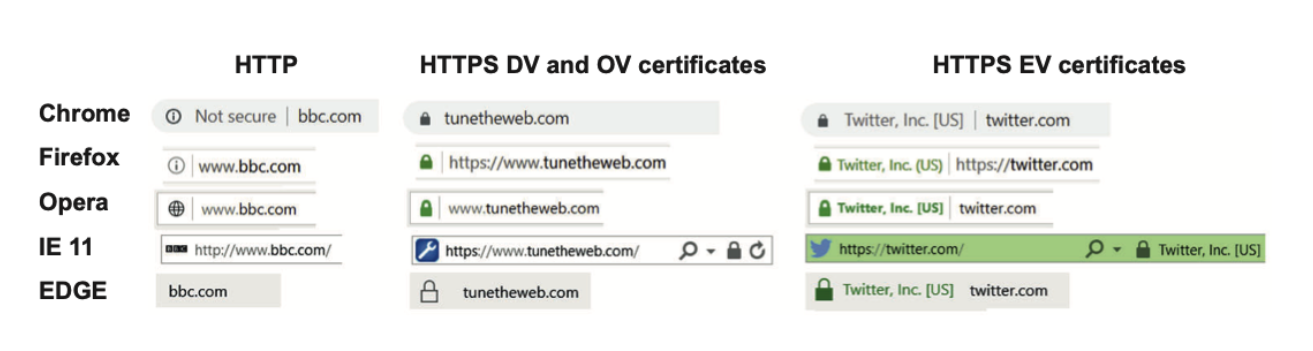 HTTP HTTPS DV and OV certificates HTTPS EV certificates
Chrome Not secure | bbc.com tunetheweb.com Twitter, Inc. [US] | twitter.com
Firefox www.bbc.com https://www.tunetheweb.com Twitter, Inc. (US) https://twitter.com
Opera www.bbc.com www.tunetheweb.com Twitter, Inc. [US] twitter.com
IE 11 BBC http://www.bbc.com/ https://www.tunetheweb.com/ https://twitter.com/ Twitter, Inc. [US]
EDGE bbc.com tunetheweb.com Twitter, Inc. [US] twitter.com